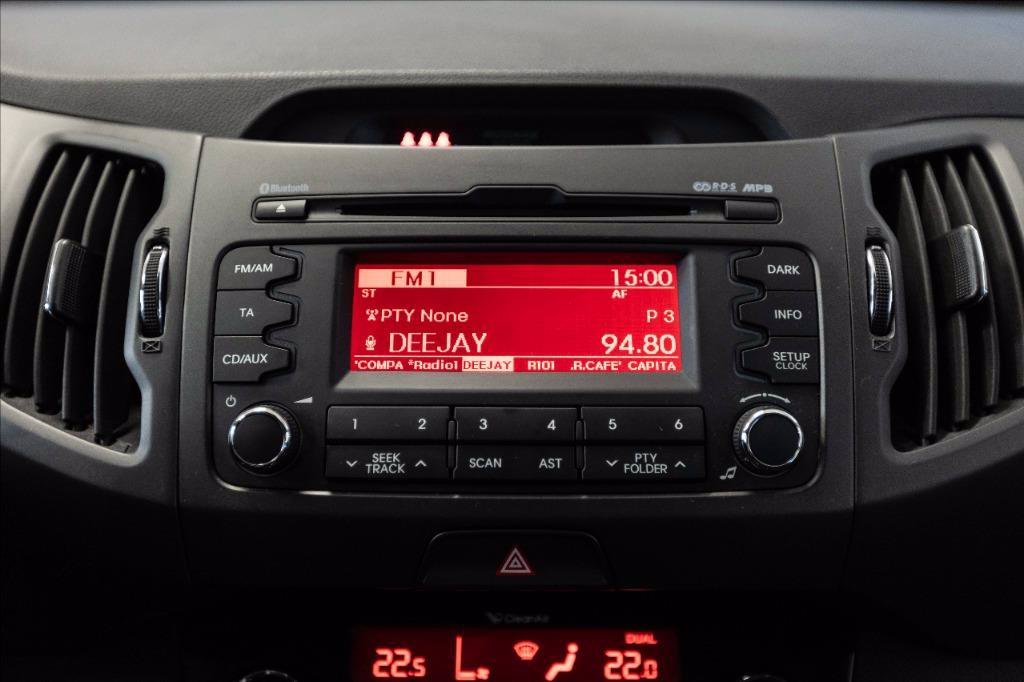 Bluetooth R·D·S MP3
FM/AM
TA
CD/AUX
FM1 15:00
ST AF
PTY None P 3
DEEJAY 94.80
'COMPA *Radio1 DEEJAY R101 .R.CAFE' CAPITA
DARK
INFO
SETUP
CLOCK
1 2 3 4 5 6
SEEK
TRACK
SCAN AST
PTY
FOLDER
CleanAir
DUAL
22.5 22.0